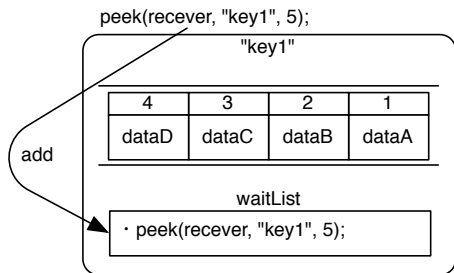 peek(recever, "key1", 5);
"key1"
4 3 2 1
dataD dataC dataB dataA
add
waitList
・peek(recever, "key1", 5);